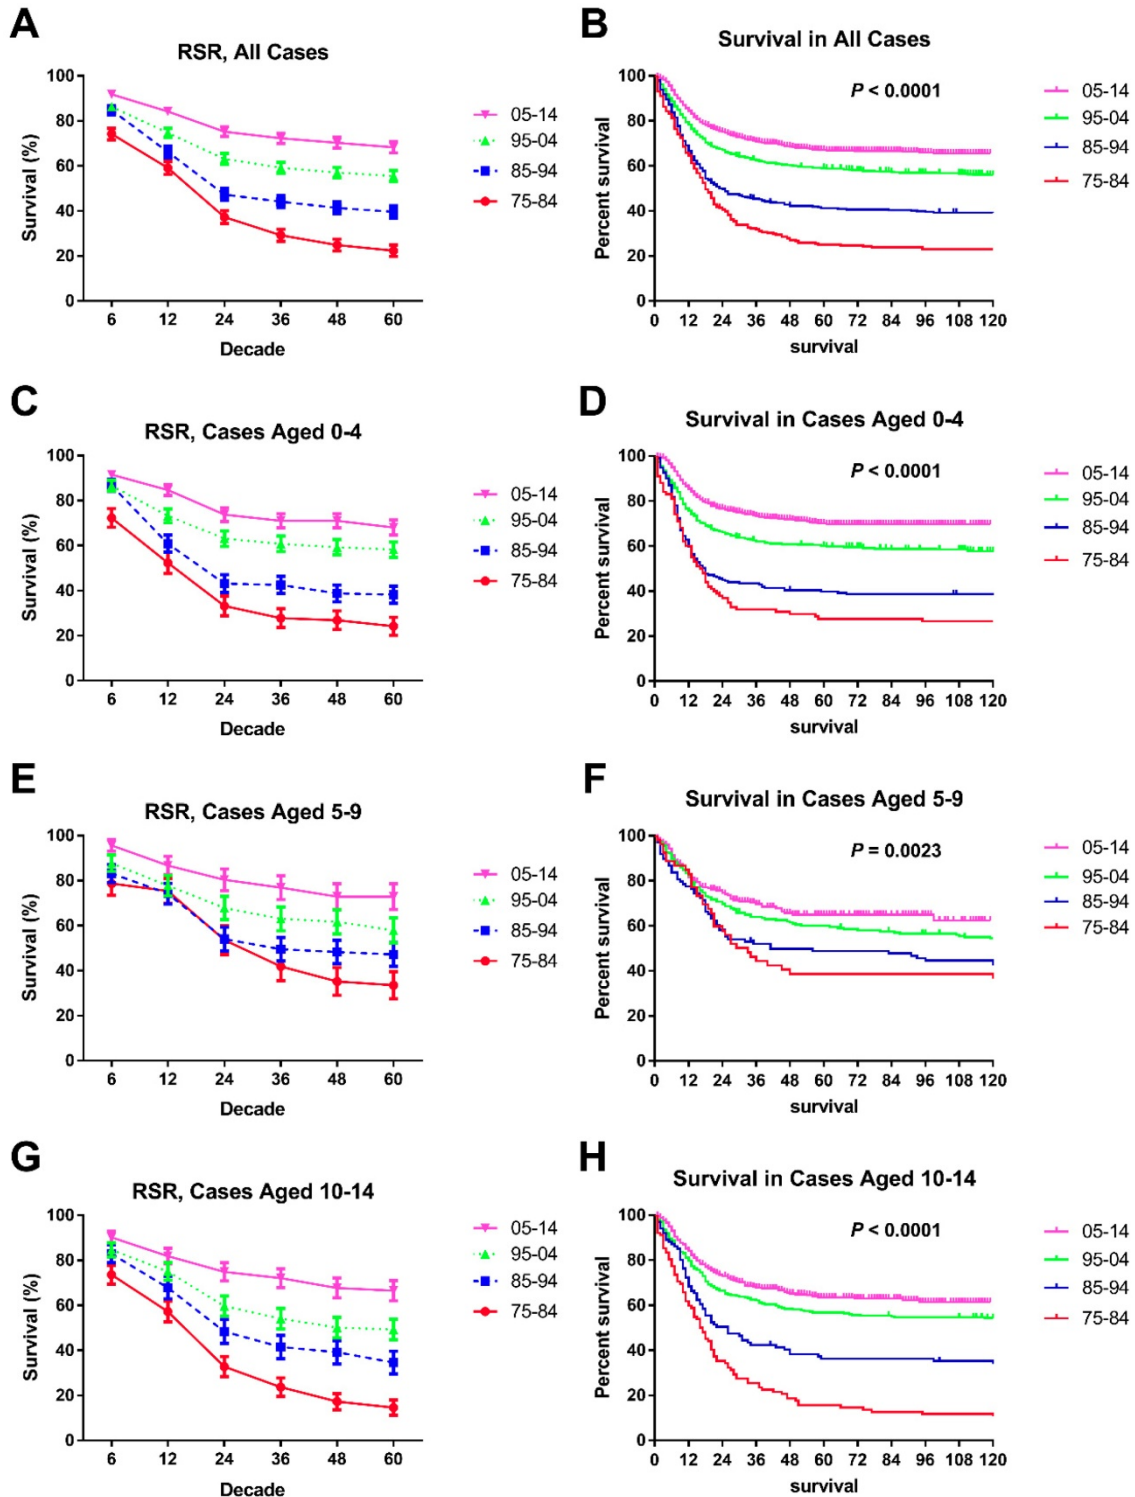 A
RSR, All Cases
Survival (%)
100
80
60
40
20
0
6 12 24 36 48 60
Decade
05-14
95-04
85-94
75-84
B
Survival in All Cases
P < 0.0001
Percent survival
100
80
60
40
20
0
0 12 24 36 48 60 72 84 96 108 120
survival
05-14
95-04
85-94
75-84
C
RSR, Cases Aged 0-4
Survival (%)
100
80
60
40
20
0
6 12 24 36 48 60
Decade
05-14
95-04
85-94
75-84
D
Survival in Cases Aged 0-4
P < 0.0001
Percent survival
100
80
60
40
20
0
0 12 24 36 48 60 72 84 96 108 120
survival
05-14
95-04
85-94
75-84
E
RSR, Cases Aged 5-9
Survival (%)
100
80
60
40
20
0
6 12 24 36 48 60
Decade
05-14
95-04
85-94
75-84
F
Survival in Cases Aged 5-9
P = 0.0023
Percent survival
100
80
60
40
20
0
0 12 24 36 48 60 72 84 96 108 120
survival
05-14
95-04
85-94
75-84
G
RSR, Cases Aged 10-14
Survival (%)
100
80
60
40
20
0
6 12 24 36 48 60
Decade
05-14
95-04
85-94
75-84
H
Survival in Cases Aged 10-14
P < 0.0001
Percent survival
100
80
60
40
20
0
0 12 24 36 48 60 72 84 96 108 120
survival
05-14
95-04
85-94
75-84